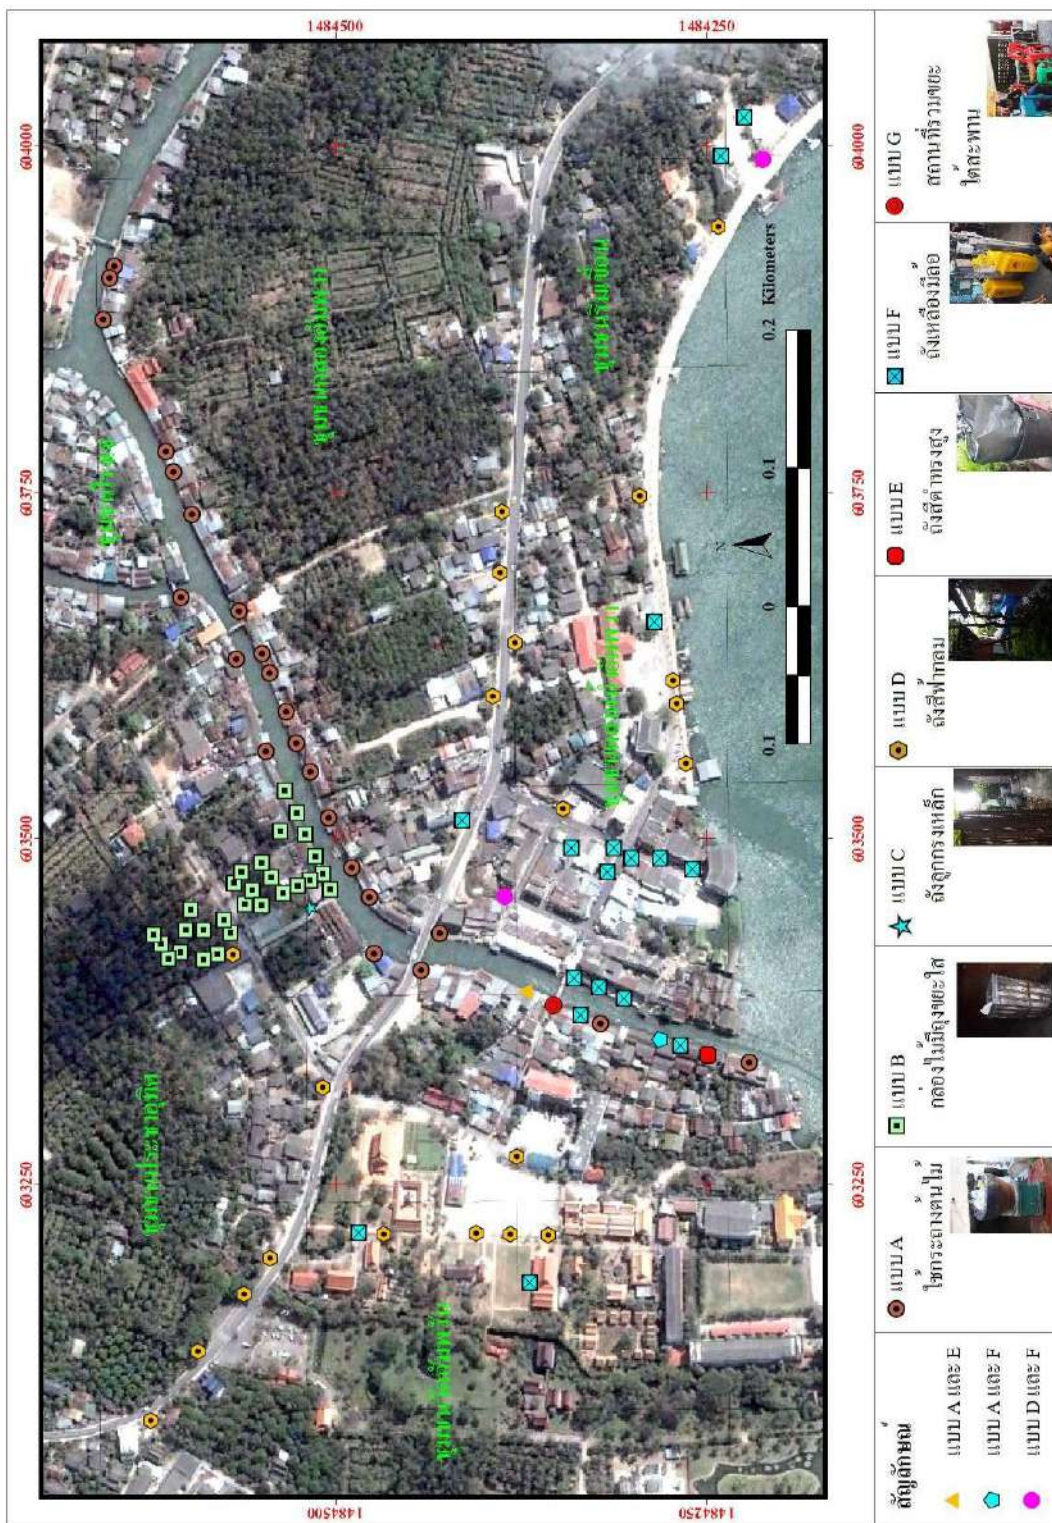 1484500
1484250
604000
603750
603500
603250
604000
603750
603500
603250
1484500
1484250
N
0.1
0
0.1
0.2 Kilometers
สัญลักษณ์
แบบ A และ E
แบบ A และ F
แบบ D และ F
แบบ A
ใช้กระถางต้นไม้
แบบ B
กล่องไม้มีถุงขยะใส่
แบบ C
ถังลูกกรงเหล็ก
แบบ D
ถังสีฟ้ากลม
แบบ E
ถังสีดำทรงสูง
แบบ F
ถังเหลืองมีล้อ
แบบ G
สถานที่รวมขยะ
ใต้สะพาน